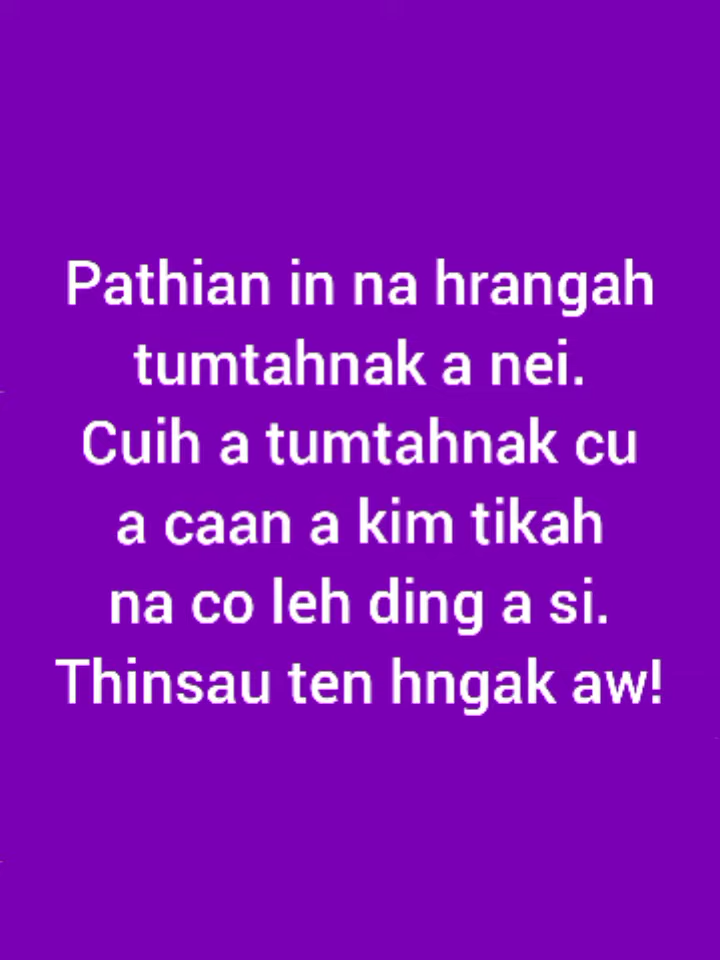 Pathian in na hrangah
tumtahnak a nei.
Cuih a tumtahnak cu
a caan a kim tikah
na co leh ding a si.
Thinsau ten hngak aw!